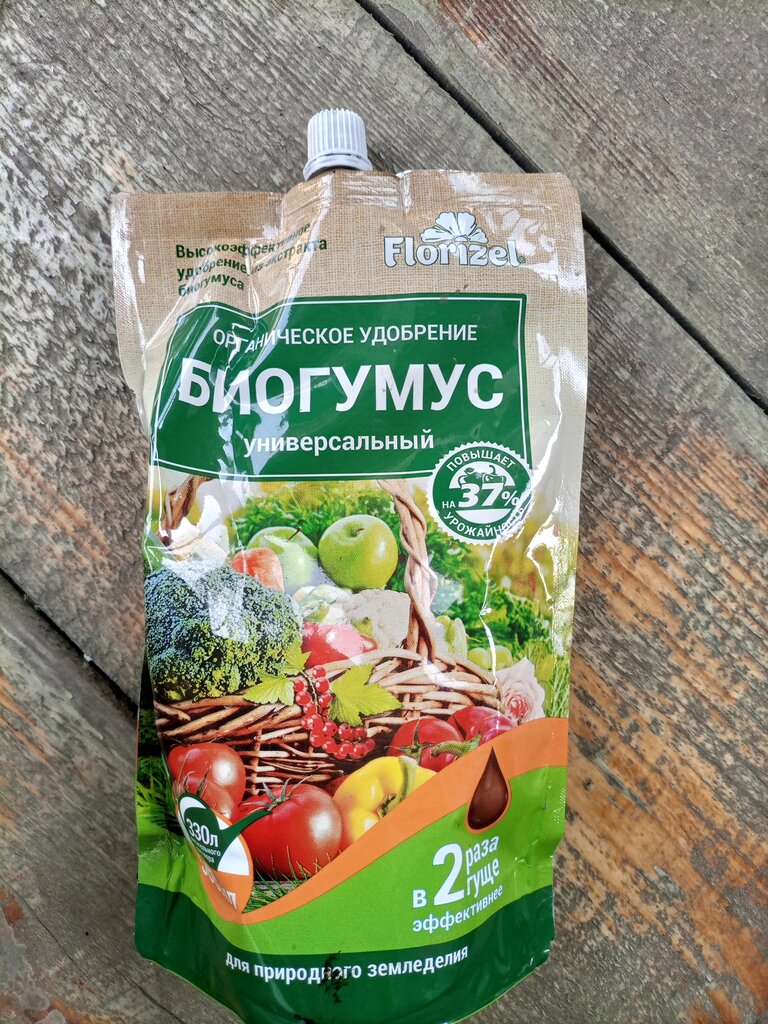 Высокоэффективное
удобрение из экстракта
биогумуса
Florizel
ОРГАНИЧЕСКОЕ УДОБРЕНИЕ
БИОГУМУС
универсальный
ПОВЫШАЕТ
НА 37%
УРОЖАЙНОСТЬ
330л
в 2 раза
гуще
эффективнее
для природного земледелия